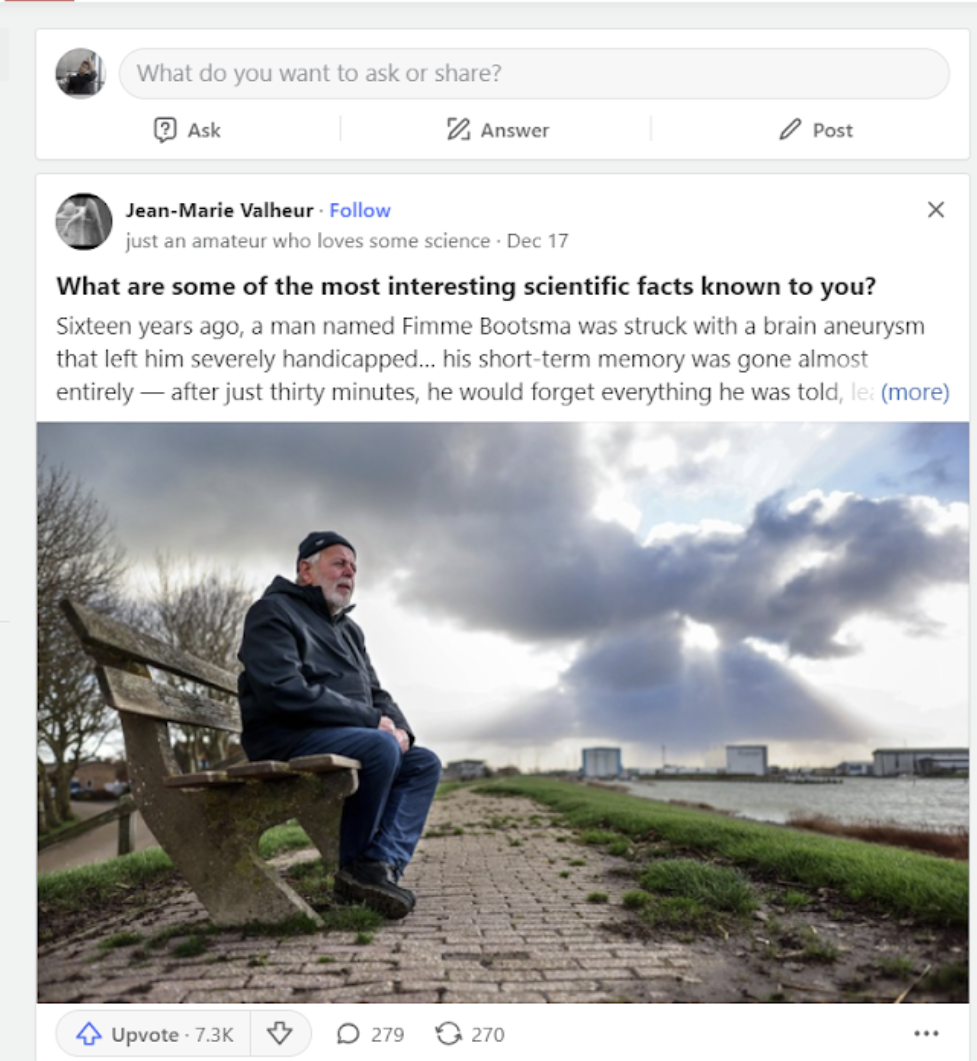 What do you want to ask or share?
Ask
Answer
Post
Jean-Marie Valheur · Follow
just an amateur who loves some science · Dec 17
What are some of the most interesting scientific facts known to you?
Sixteen years ago, a man named Fimme Bootsma was struck with a brain aneurysm
that left him severely handicapped... his short-term memory was gone almost
entirely — after just thirty minutes, he would forget everything he was told, (more)
Upvote · 7.3K
279
270